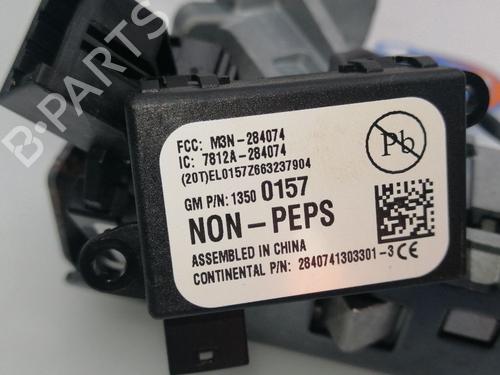 B-PARTS
FCC: M3N-284074
IC: 7812A-284074
(20T)EL0157Z663237904
GM P/N: 1350 0157
NON-PEPS
ASSEMBLED IN CHINA
CONTINENTAL P/N: 2840741303301-3 CE
Pb